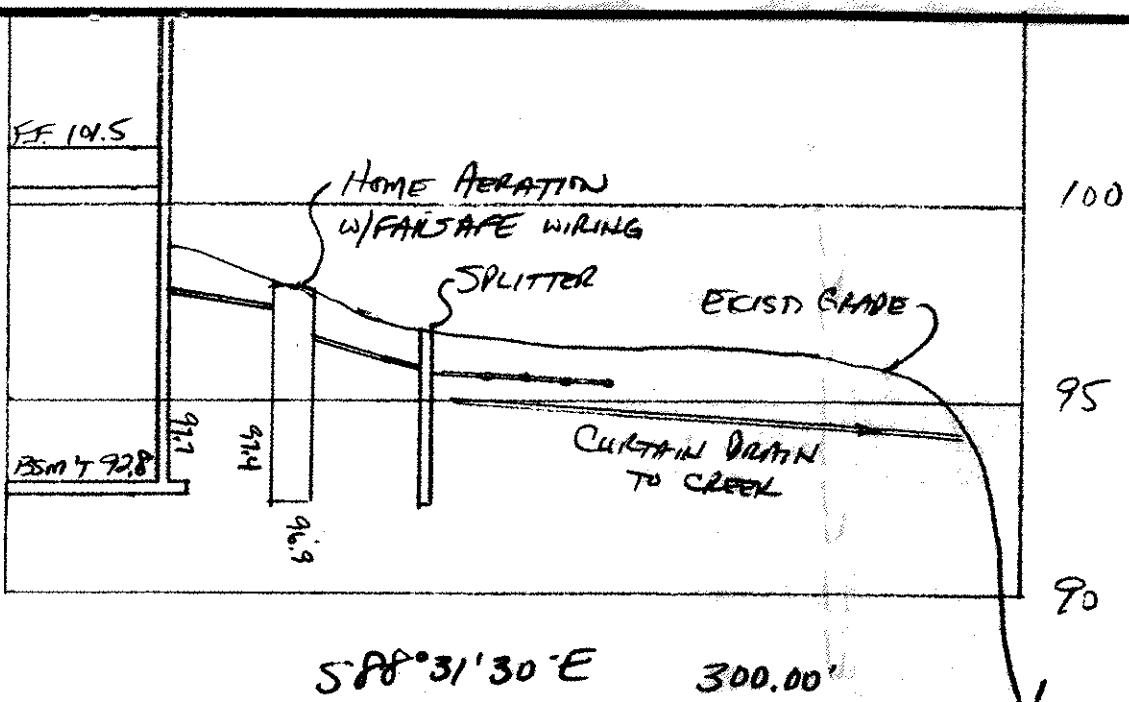 F.F. 101.5
HOME AERATION
W/FAILSAFE WIRING
100
SPLITTER
EXIST'D GRADE
95
97.7
97.4
BSM'T 92.8
CURTAIN DRAIN
TO CREEK
96.9
90
S 88°31'30" E 300.00'